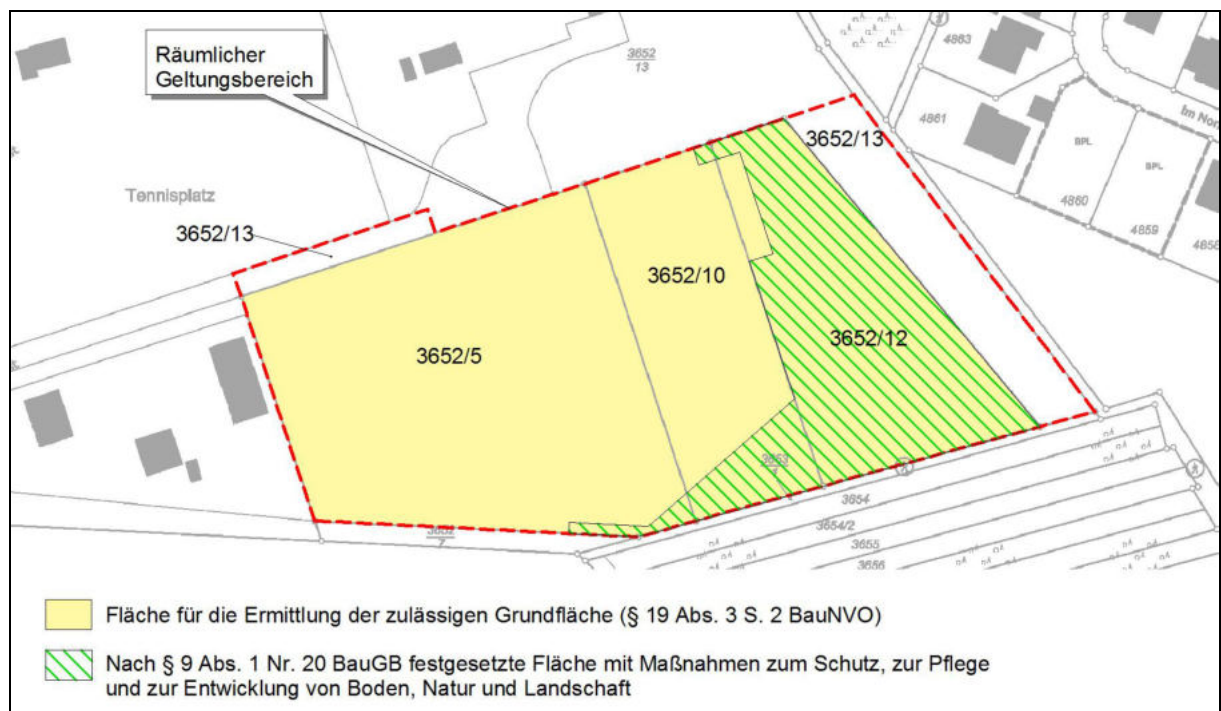 Räumlicher
Geltungsbereich
3652
13
4863
4861
Im Nor
3652/13
BPL
BPL
4860
4859
4858
Tennisplatz
3652/13
3652/10
3652/5
3652/12
3654
3654/2
3655
3656
3652
7
Fläche für die Ermittlung der zulässigen Grundfläche (§ 19 Abs. 3 S. 2 BauNVO)
Nach § 9 Abs. 1 Nr. 20 BauGB festgesetzte Fläche mit Maßnahmen zum Schutz, zur Pflege
und zur Entwicklung von Boden, Natur und Landschaft